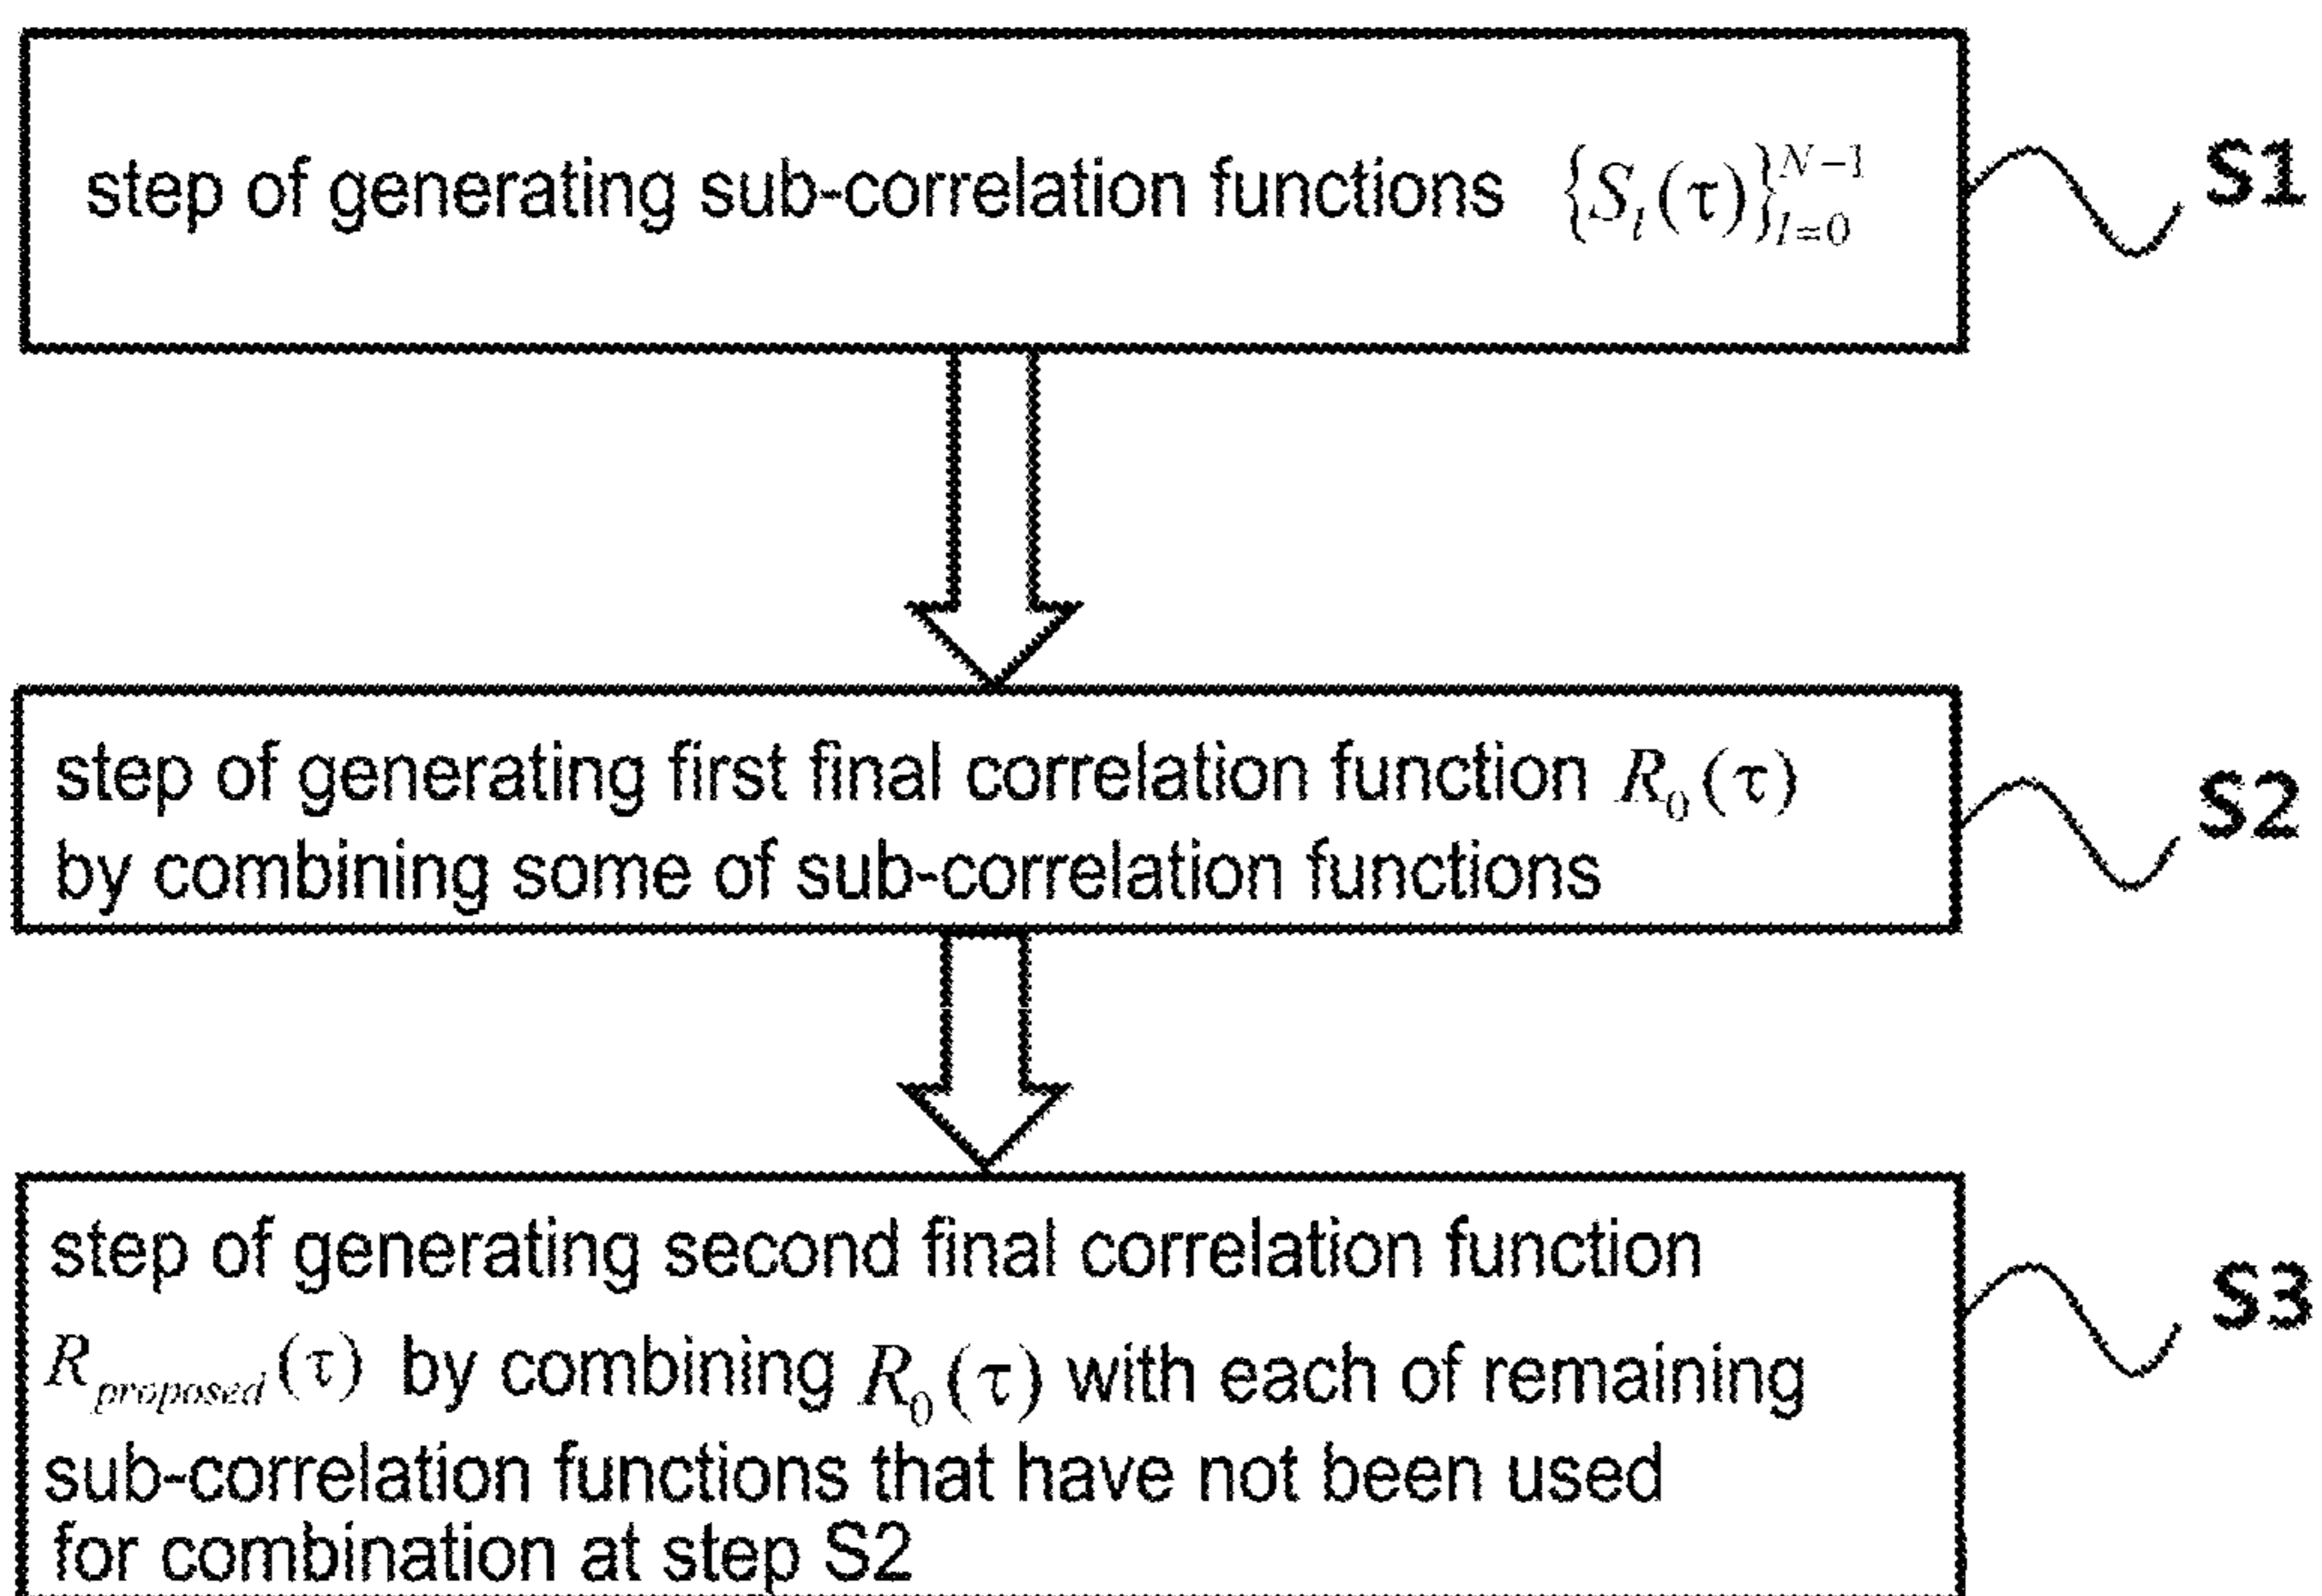 step of generating sub-correlation functions {S_l(τ)}_{l=0}^{N-1}
S1
step of generating first final correlation function R_0(τ)
by combining some of sub-correlation functions
S2
step of generating second final correlation function
R_proposed(τ) by combining R_0(τ) with each of remaining
sub-correlation functions that have not been used
for combination at step S2
S3